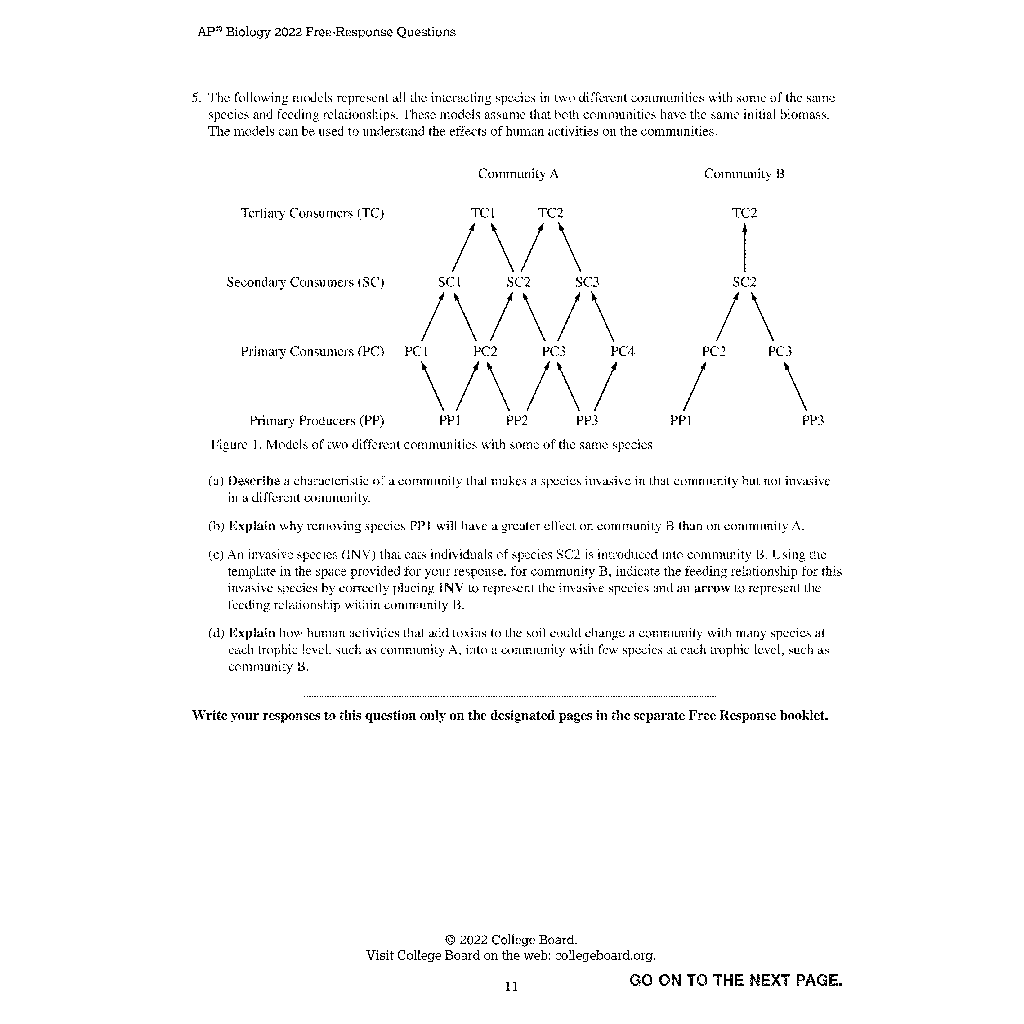 AP® Biology 2022 Free-Response Questions
5. The following models represent all the interacting species in two different communities with some of the same
species and feeding relationships. These models assume that both communities have the same initial biomass.
The models can be used to understand the effects of human activities on the communities.
Community A Community B
Tertiary Consumers (TC) TC1 TC2 TC2
Secondary Consumers (SC) SC1 SC2 SC3 SC2
Primary Consumers (PC) PC1 PC2 PC3 PC4 PC2 PC3
Primary Producers (PP) PP1 PP2 PP3 PP1 PP3
Figure 1. Models of two different communities with some of the same species
(a) Describe a characteristic of a community that makes a species invasive in that community but not invasive
in a different community.
(b) Explain why removing species PP1 will have a greater effect on community B than on community A.
(c) An invasive species (INV) that eats individuals of species SC2 is introduced into community B. Using the
template in the space provided for your response, for community B, indicate the feeding relationship for this
invasive species by correctly placing INV to represent the invasive species and an arrow to represent the
feeding relationship within community B.
(d) Explain how human activities that add toxins to the soil could change a community with many species at
each trophic level, such as community A, into a community with few species at each trophic level, such as
community B.
Write your responses to this question only on the designated pages in the separate Free Response booklet.
© 2022 College Board.
Visit College Board on the web: collegeboard.org.
11
GO ON TO THE NEXT PAGE.